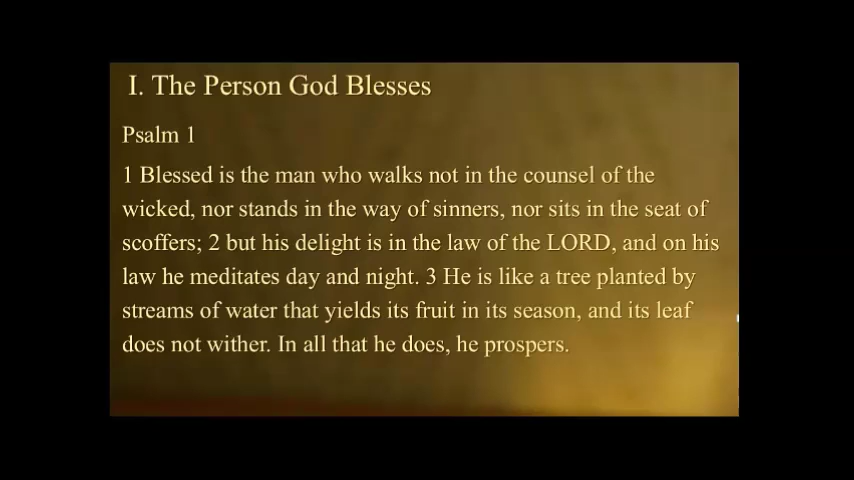 I. The Person God Blesses
Psalm 1
1 Blessed is the man who walks not in the counsel of the
wicked, nor stands in the way of sinners, nor sits in the seat of
scoffers; 2 but his delight is in the law of the LORD, and on his
law he meditates day and night. 3 He is like a tree planted by
streams of water that yields its fruit in its season, and its leaf
does not wither. In all that he does, he prospers.